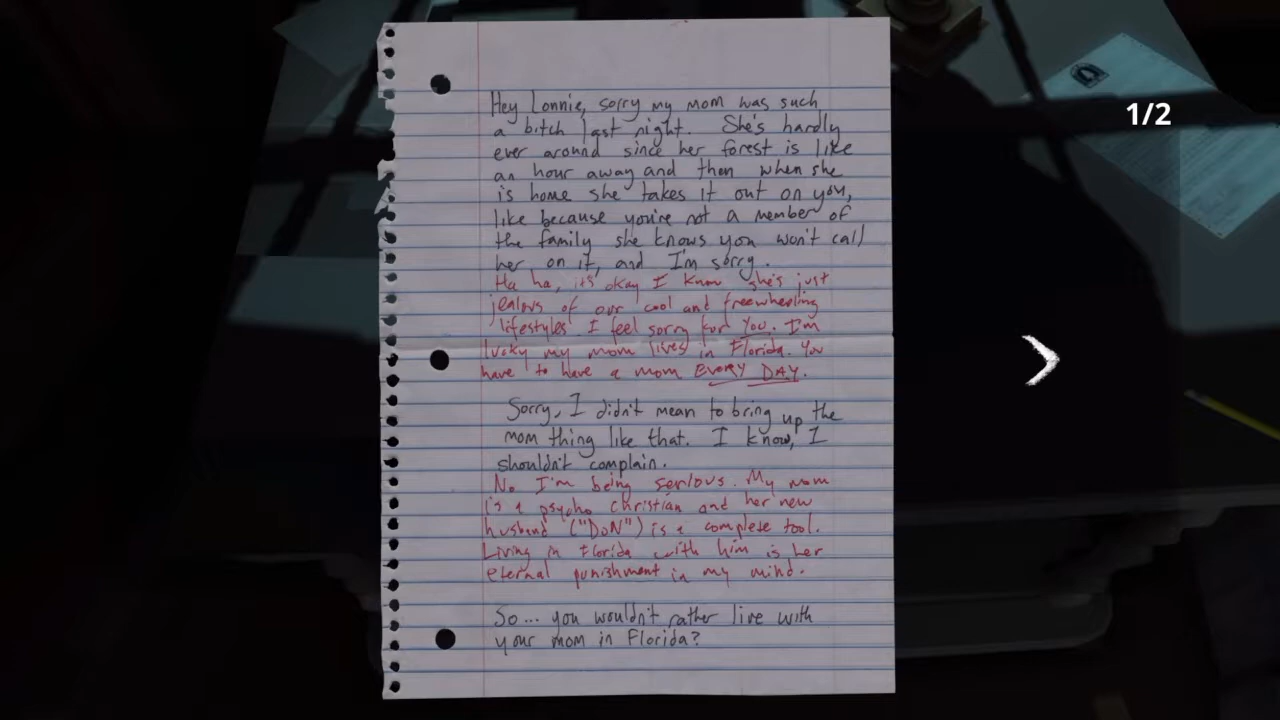 Hey Lonnie, sorry my mom was such
a bitch last night. She's hardly
ever around since her forest is like
an hour away and then when she
is home she takes it out on you,
like because you're not a member of
the family she knows you won't call
her on it, and I'm sorry.
Ha ha, it's okay I know she's just
jealous of our cool and freewheeling
lifestyles. I feel sorry for You. I'm
lucky my mom lives in Florida. You
have to have a mom EVERY DAY.
Sorry, I didn't mean to bring up the
mom thing like that. I know, I
shouldn't complain.
No I'm being serious. My mom
is a psycho christian and her new
husband ("DoN") is a complete tool.
Living in Florida with him is her
eternal punishment in my mind.
So... you wouldn't rather live with
your mom in Florida?
1/2